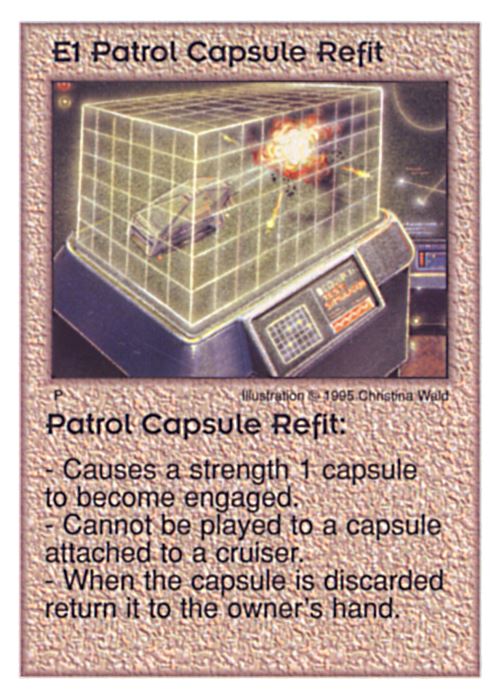 E1 Patrol Capsule Refit
P
Illustration © 1995 Christina Wald
Patrol Capsule Refit:
- Causes a strength 1 capsule
to become engaged.
- Cannot be played to a capsule
attached to a cruiser.
- When the capsule is discarded
return it to the owner's hand.